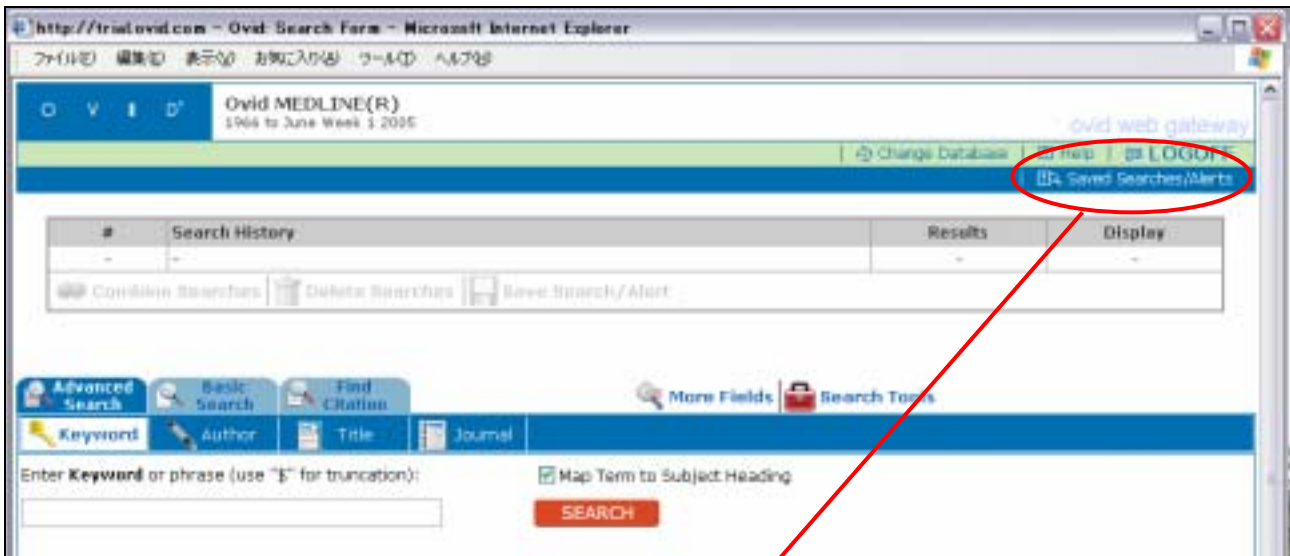 http://trial.ovid.com - Ovid Search Form - Microsoft Internet Explorer
ファイル(F) 編集(E) 表示(V) お気に入り(A) ツール(T) ヘルプ(H)
O V I D
Ovid MEDLINE(R)
1966 to June Week 1 2005
ovid web gateway
Change Database | Help | LOGOFF
Saved Searches/Alerts
# Search History Results Display
- - - -
Combine Searches Delete Searches Save Search/Alert
Advanced Search Basic Search Find Citation More Fields Search Tools
Keyword Author Title Journal
Enter Keyword or phrase (use "$" for truncation): Map Term to Subject Heading
SEARCH